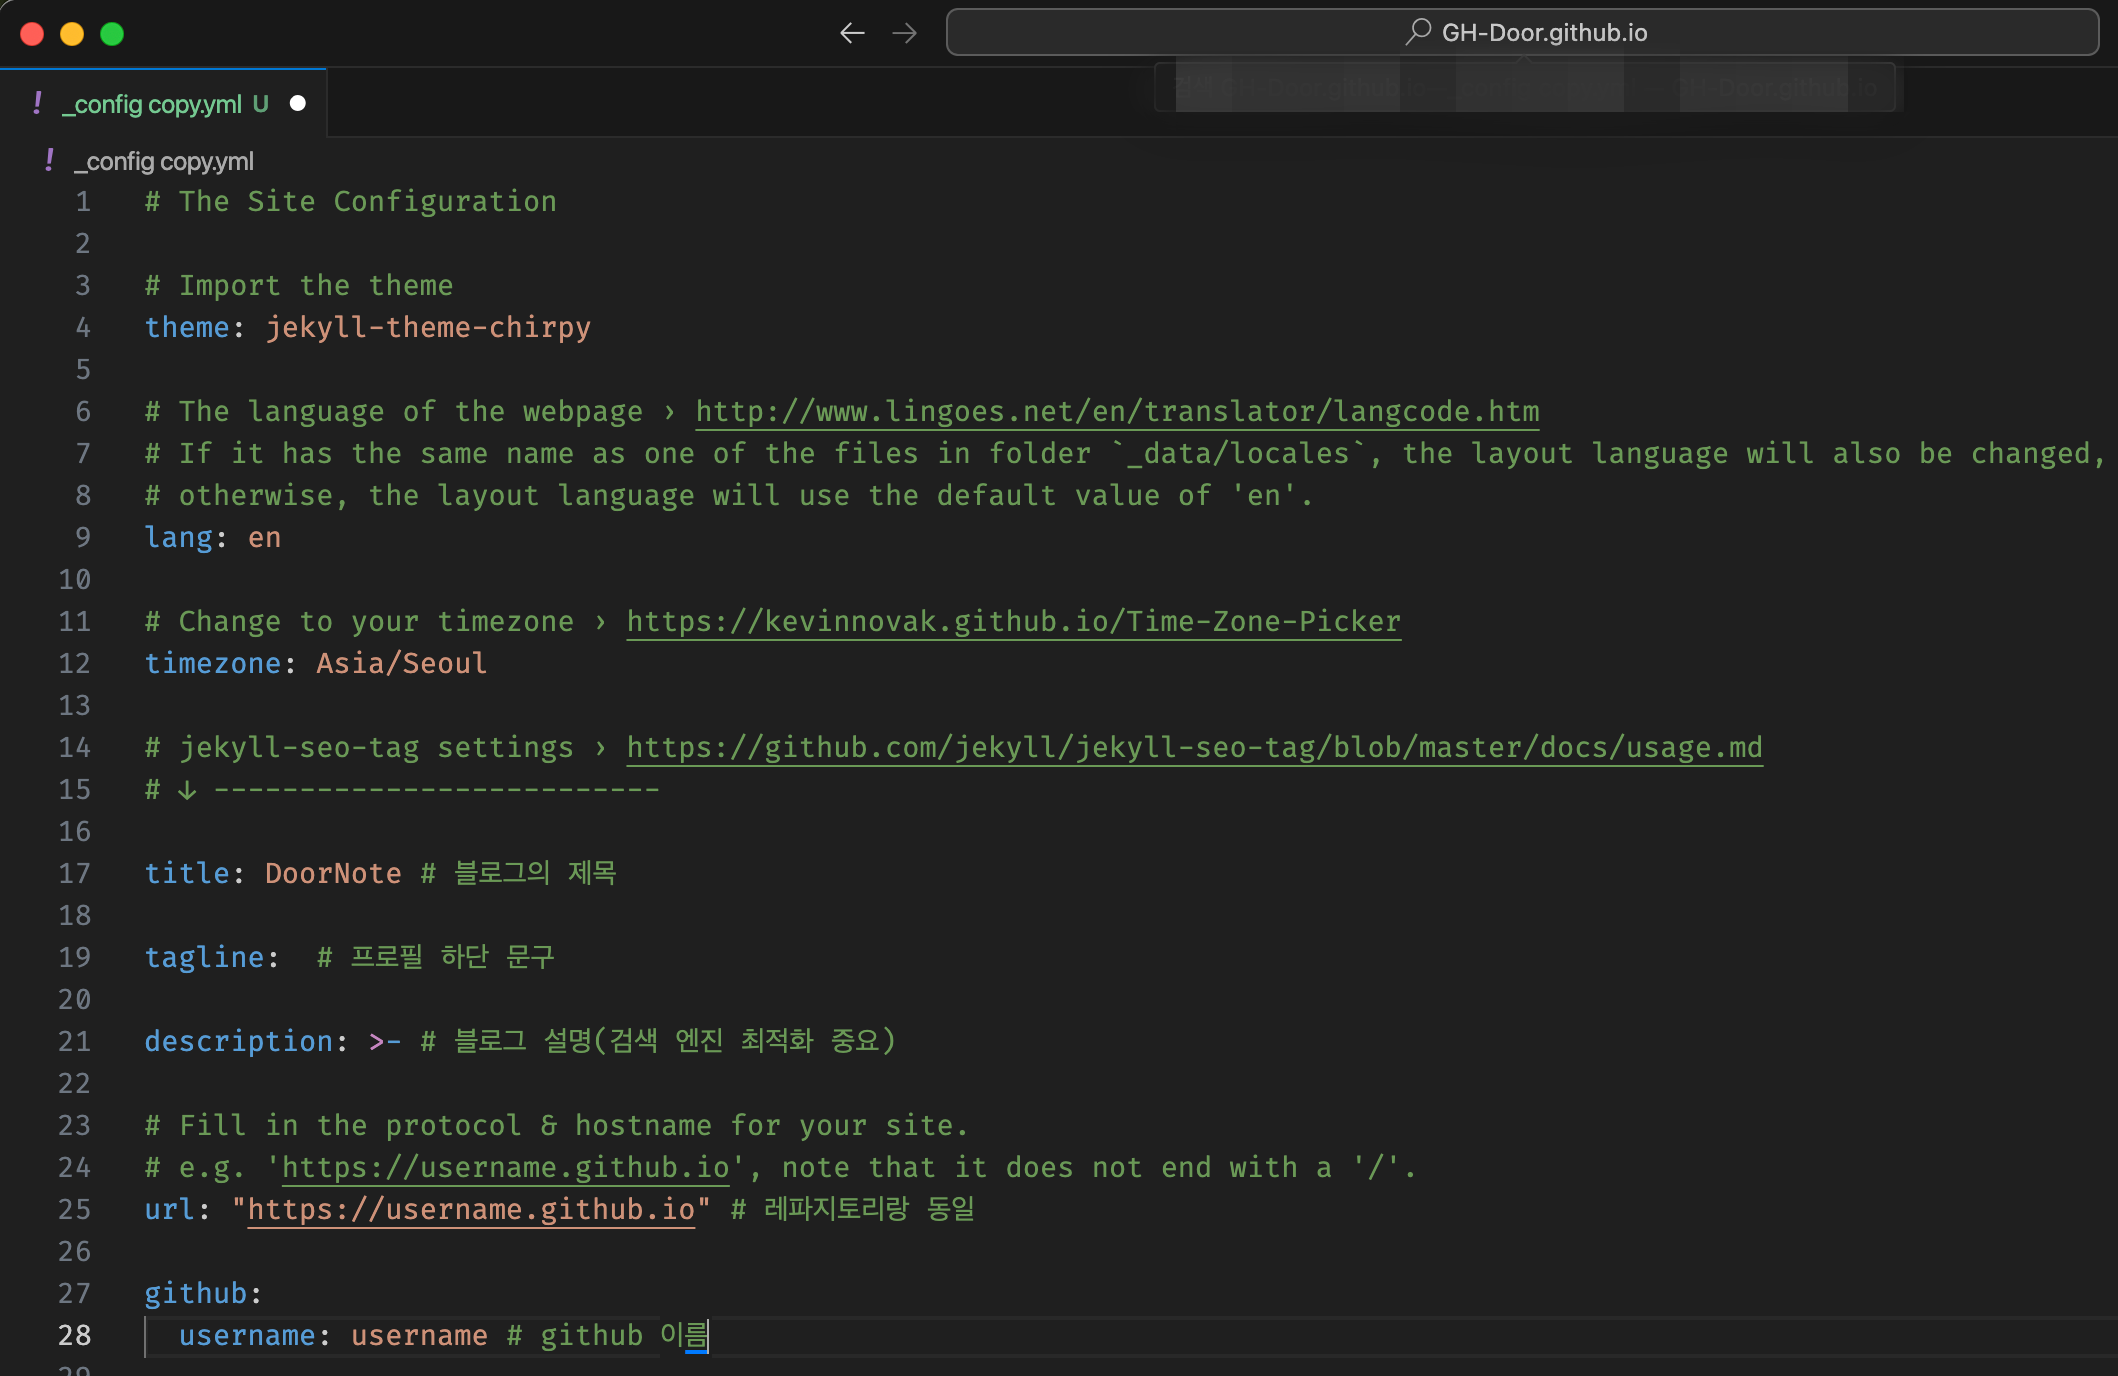 GH-Door.github.io
! _config copy.yml U
! _config copy.yml
1 # The Site Configuration
2
3 # Import the theme
4 theme: jekyll-theme-chirpy
5
6 # The language of the webpage › http://www.lingoes.net/en/translator/langcode.htm
7 # If it has the same name as one of the files in folder `_data/locales`, the layout language will also be changed,
8 # otherwise, the layout language will use the default value of 'en'.
9 lang: en
10
11 # Change to your timezone › https://kevinnovak.github.io/Time-Zone-Picker
12 timezone: Asia/Seoul
13
14 # jekyll-seo-tag settings › https://github.com/jekyll/jekyll-seo-tag/blob/master/docs/usage.md
15 # ↓ --------------------------
16
17 title: DoorNote # 블로그의 제목
18
19 tagline:  # 프로필 하단 문구
20
21 description: >- # 블로그 설명(검색 엔진 최적화 중요)
22
23 # Fill in the protocol & hostname for your site.
24 # e.g. 'https://username.github.io', note that it does not end with a '/'.
25 url: "https://username.github.io" # 레파지토리랑 동일
26
27 github:
28   username: username # github 이름
29